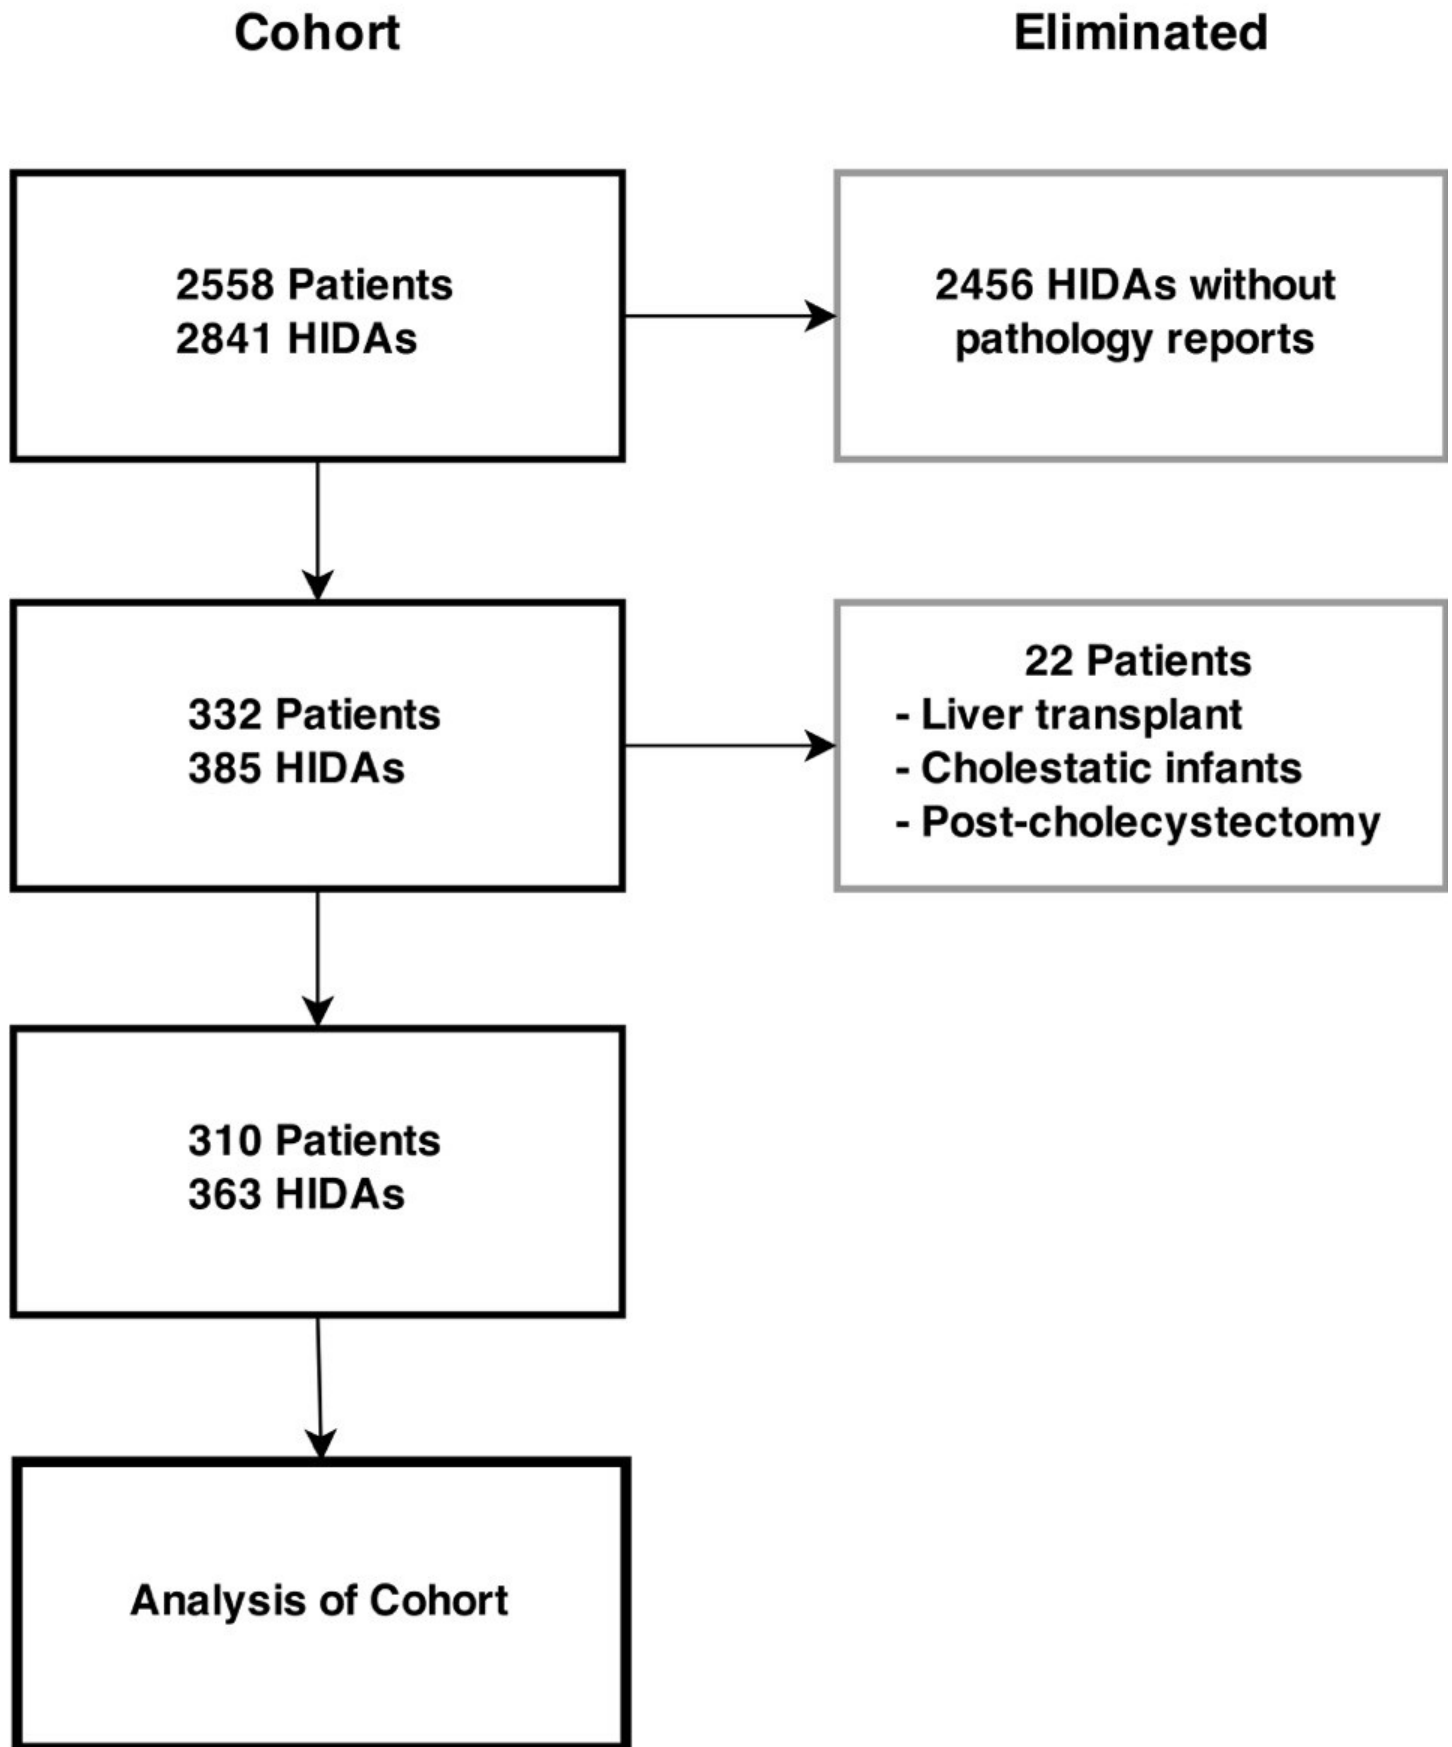 Cohort
Eliminated
2558 Patients
2841 HIDAs
2456 HIDAs without
pathology reports
332 Patients
385 HIDAs
22 Patients
- Liver transplant
- Cholestatic infants
- Post-cholecystectomy
310 Patients
363 HIDAs
Analysis of Cohort